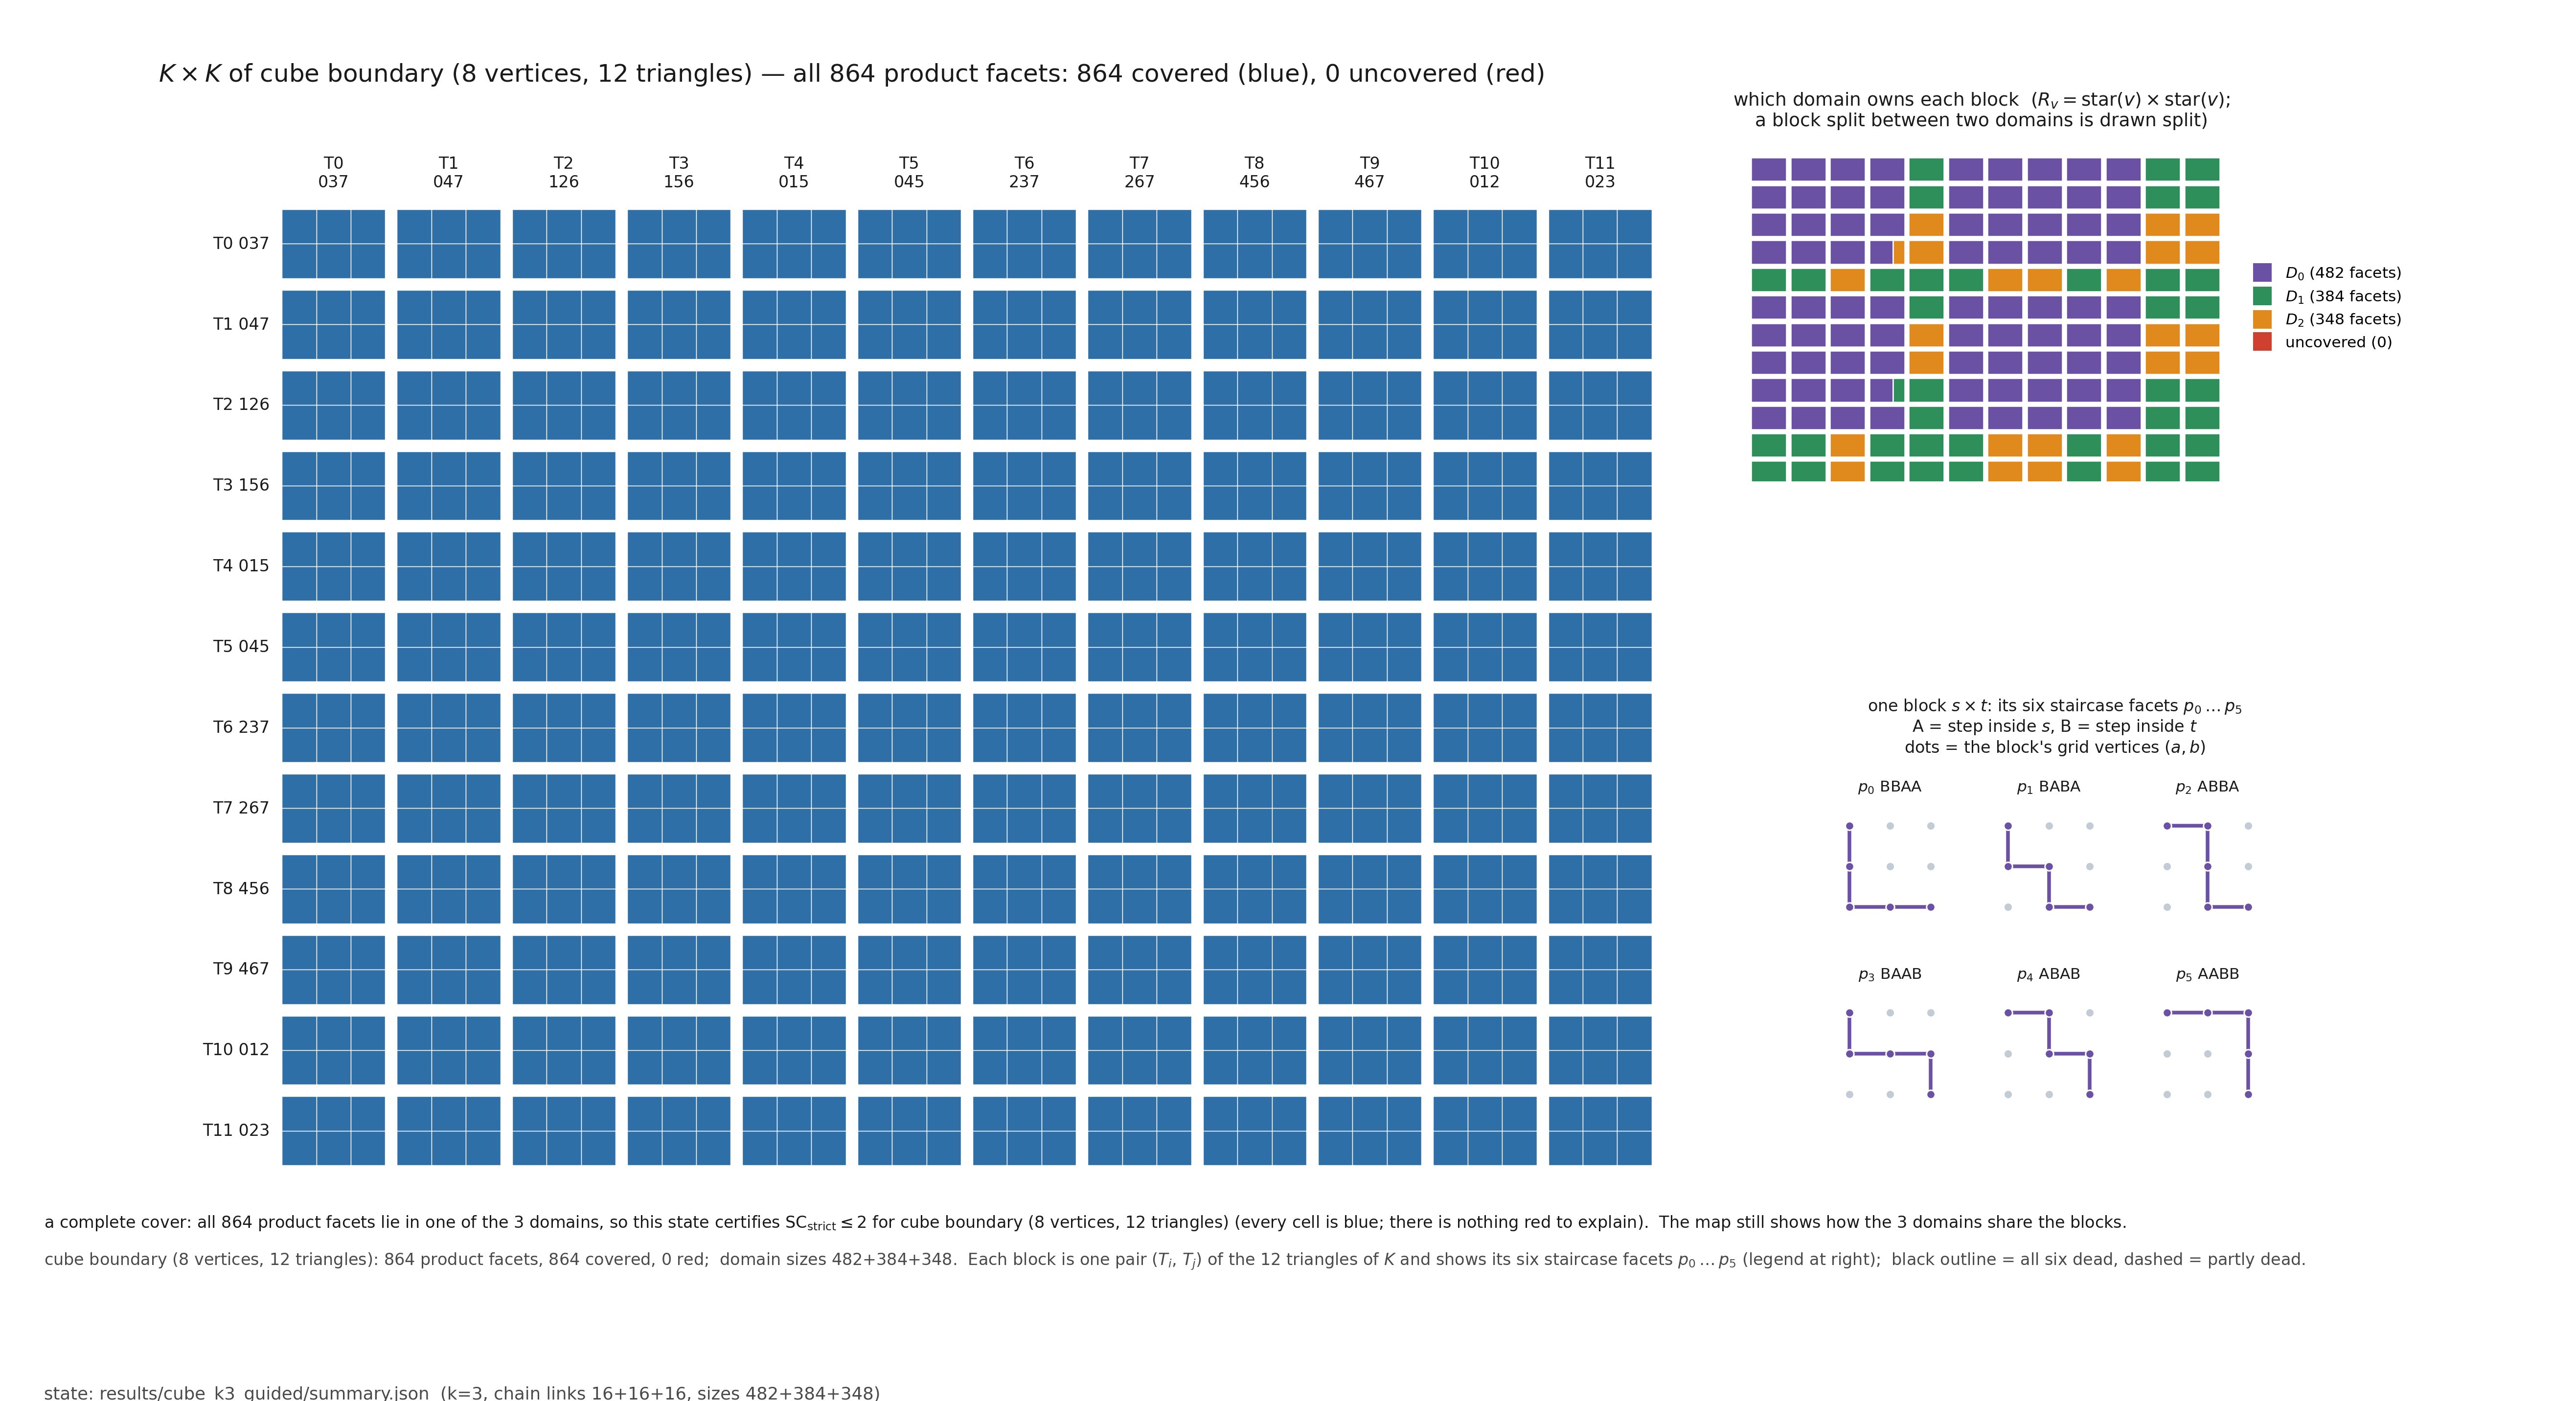 K × K of cube boundary (8 vertices, 12 triangles) — all 864 product facets: 864 covered (blue), 0 uncovered (red)
T0 T1 T2 T3 T4 T5 T6 T7 T8 T9 T10 T11
037 047 126 156 015 045 237 267 456 467 012 023
T0 037
T1 047
T2 126
T3 156
T4 015
T5 045
T6 237
T7 267
T8 456
T9 467
T10 012
T11 023
which domain owns each block (Rᵥ = star(v) × star(v);
a block split between two domains is drawn split)
D₀ (482 facets)
D₁ (384 facets)
D₂ (348 facets)
uncovered (0)
one block s × t: its six staircase facets p₀ … p₅
A = step inside s, B = step inside t
dots = the block's grid vertices (a, b)
p₀ BBAA p₁ BABA p₂ ABBA
p₃ BAAB p₄ ABAB p₅ AABB
a complete cover: all 864 product facets lie in one of the 3 domains, so this state certifies SC_strict ≤ 2 for cube boundary (8 vertices, 12 triangles) (every cell is blue; there is nothing red to explain). The map still shows how the 3 domains share the blocks.
cube boundary (8 vertices, 12 triangles): 864 product facets, 864 covered, 0 red; domain sizes 482+384+348. Each block is one pair (Tᵢ, Tⱼ) of the 12 triangles of K and shows its six staircase facets p₀ … p₅ (legend at right); black outline = all six dead, dashed = partly dead.
state: results/cube_k3_guided/summary.json (k=3, chain links 16+16+16, sizes 482+384+348)